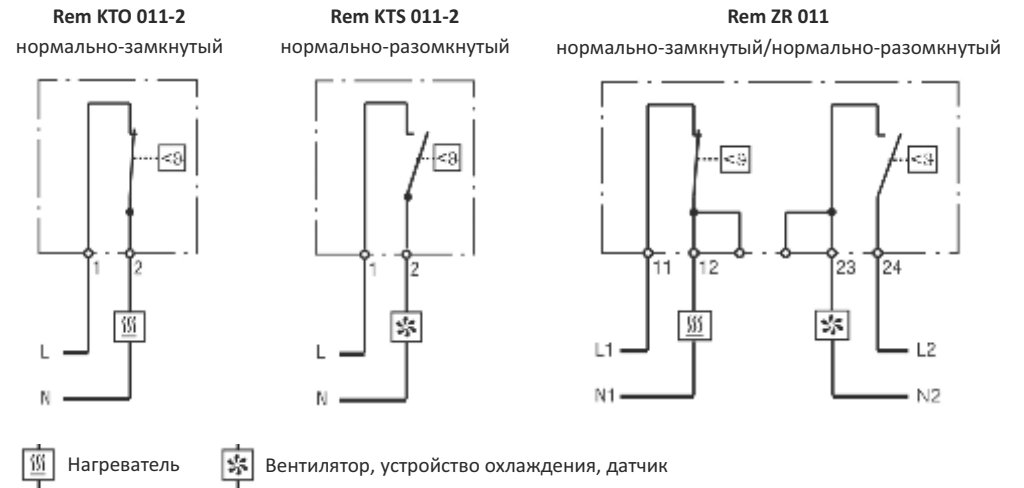 Rem KTO 011-2
нормально-замкнутый
Rem KTS 011-2
нормально-разомкнутый
Rem ZR 011
нормально-замкнутый/нормально-разомкнутый
<ϑ
<ϑ
<ϑ
<ϑ
1 2
1 2
11 12 23 24
L
N
L
N
L1
N1
L2
N2
Нагреватель
Вентилятор, устройство охлаждения, датчик